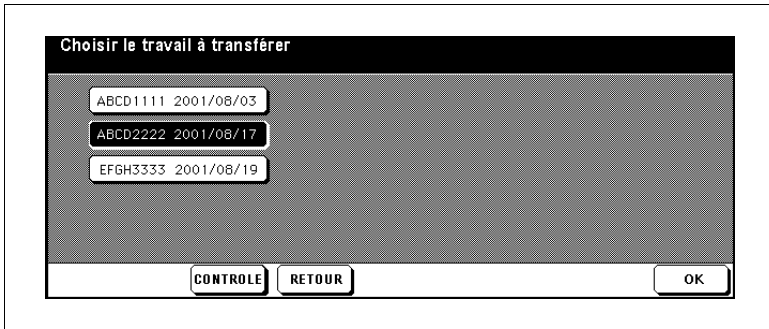 Choisir le travail à transférer
ABCD1111 2001/08/03
ABCD2222 2001/08/17
EFGH3333 2001/08/19
CONTROLE RETOUR OK